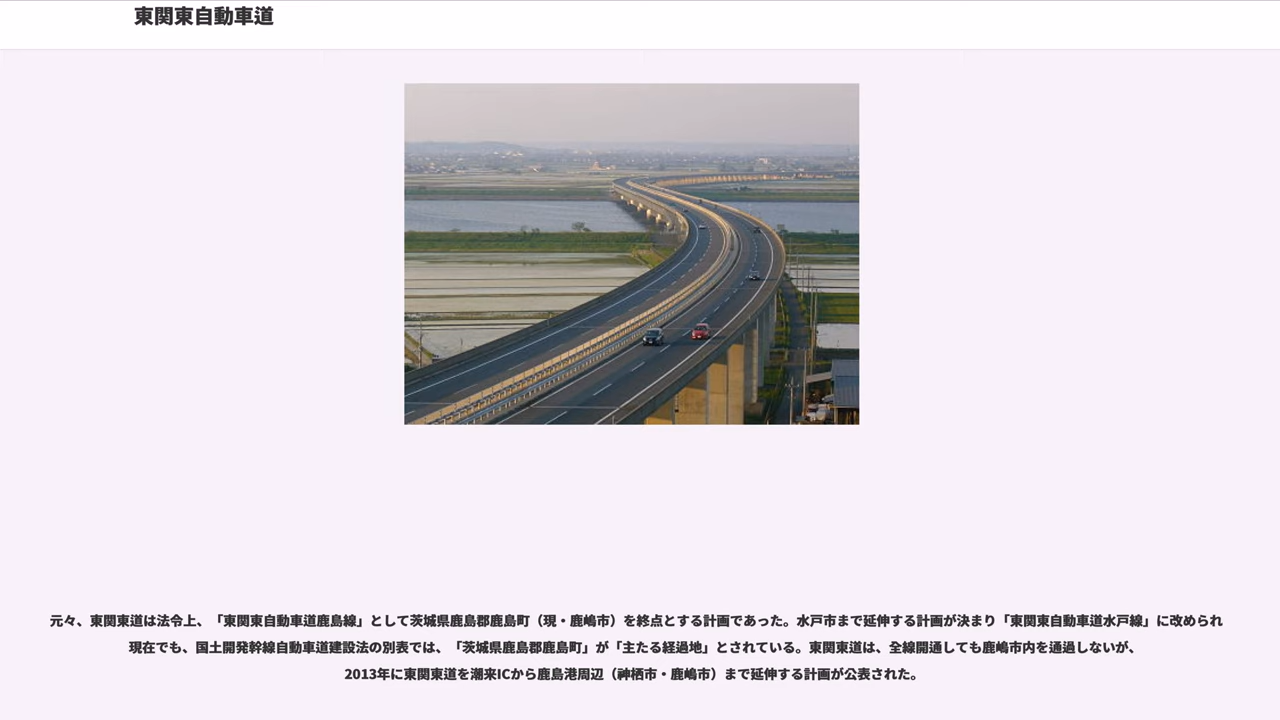 東関東自動車道
元々、東関東道は法令上、「東関東自動車道鹿島線」として茨城県鹿島郡鹿島町（現・鹿嶋市）を終点とする計画であった。水戸市まで延伸する計画が決まり「東関東自動車道水戸線」に改められ
現在でも、国土開発幹線自動車道建設法の別表では、「茨城県鹿島郡鹿島町」が「主たる経過地」とされている。東関東道は、全線開通しても鹿嶋市内を通過しないが、
2013年に東関東道を潮来ICから鹿島港周辺（神栖市・鹿嶋市）まで延伸する計画が公表された。